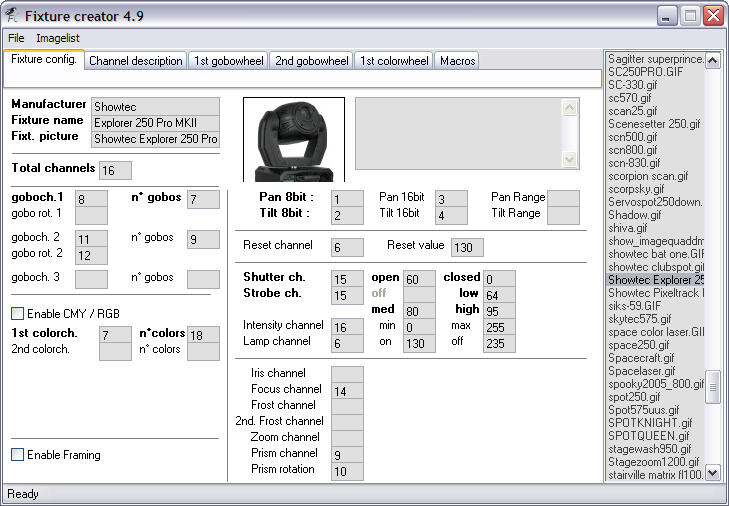 Fixture creator 4.9
File Imagelist
Fixture config. Channel description 1st gobowheel 2nd gobowheel 1st colorwheel Macros
Manufacturer Showtec
Fixture name Explorer 250 Pro MKII
Fixt. picture Showtec Explorer 250 Pro
Total channels 16
goboch.1 8 n° gobos 7
gobo rot. 1
goboch. 2 11 n° gobos 9
gobo rot. 2 12
goboch. 3 n° gobos
Enable CMY / RGB
1st colorch. 7 n°colors 18
2nd colorch. n° colors
Enable Framing
Pan 8bit : 1 Pan 16bit 3 Pan Range
Tilt 8bit : 2 Tilt 16bit 4 Tilt Range
Reset channel 6 Reset value 130
Shutter ch. 15 open 60 closed 0
Strobe ch. 15 off low 64
med 80 high 95
Intensity channel 16 min 0 max 255
Lamp channel 6 on 130 off 235
Iris channel
Focus channel 14
Frost channel
2nd. Frost channel
Zoom channel
Prism channel 9
Prism rotation 10
Sagitter superprince.
SC250PRO.GIF
SC-330.gif
sc570.gif
scan25.gif
Scenesetter 250.gif
scn500.gif
scn800.gif
scn-830.gif
scorpion scan.gif
scorpsky.gif
Servospot250down.
Shadow.gif
shiva.gif
show_imagequaddm
showtec bat one.GIF
showtec clubspot.gif
Showtec Explorer 25
Showtec Pixeltrack
siks-59.GIF
skytec575.gif
space color laser.GIF
space250.gif
Spacecraft.gif
Spacelaser.gif
spooky2005_800.gif
spot250.gif
Spot575uus.gif
SPOTKNIGHT.gif
SPOTQUEEN.gif
stagewash950.gif
Stagezoom1200.gif
stairville matrix fl100.
Ready